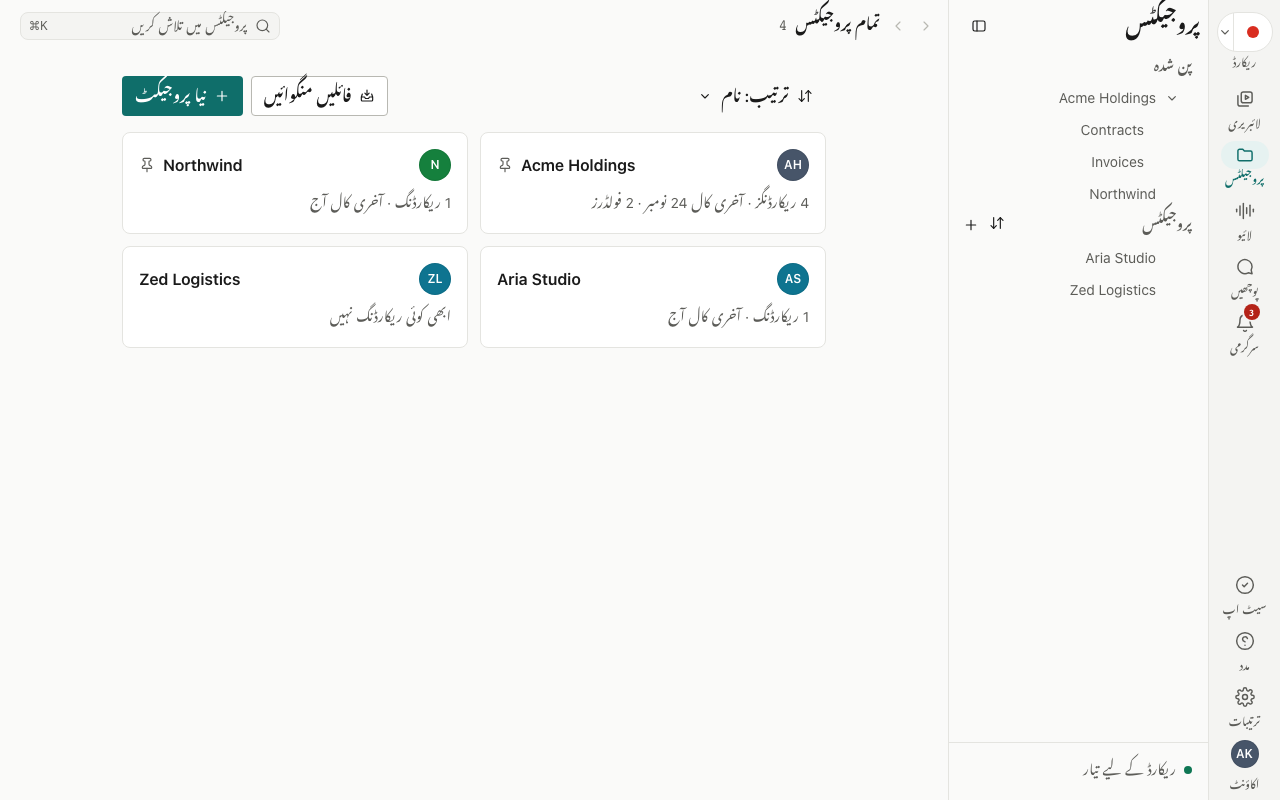 ریکارڈ
لائبریری
پروجیکٹس
لائیو
پوچھیں
3
سرگرمی
سیٹ اپ
مدد
ترتیبات
AK
اکاؤنٹ
پروجیکٹس
پن شدہ
Acme Holdings
Contracts
Invoices
Northwind
پروجیکٹس
Aria Studio
Zed Logistics
ریکارڈ کے لیے تیار
تمام پروجیکٹس 4
پروجیکٹس میں تلاش کریں ⌘K
ترتیب: نام
فائلیں منگوائیں
نیا پروجیکٹ
AH Acme Holdings
4 ریکارڈنگز · آخری کال 24 نومبر · 2 فولڈرز
N Northwind
1 ریکارڈنگ · آخری کال آج
AS Aria Studio
1 ریکارڈنگ · آخری کال آج
ZL Zed Logistics
ابھی کوئی ریکارڈنگ نہیں